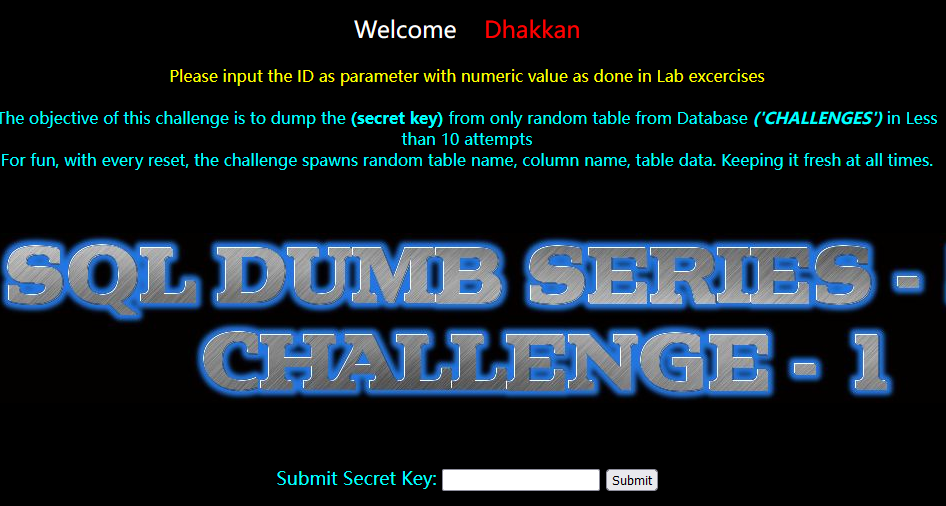 Welcome Dhakkan
Please input the ID as parameter with numeric value as done in Lab excercises
The objective of this challenge is to dump the (secret key) from only random table from Database ('CHALLENGES') in Less
than 10 attempts
For fun, with every reset, the challenge spawns random table name, column name, table data. Keeping it fresh at all times.
SQL DUMB SERIES -
CHALLENGE - 1
Submit Secret Key: Submit